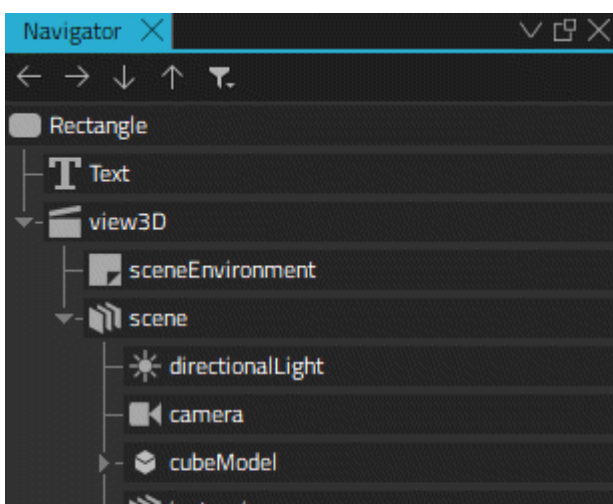 Navigator
Rectangle
Text
view3D
sceneEnvironment
scene
directionalLight
camera
cubeModel